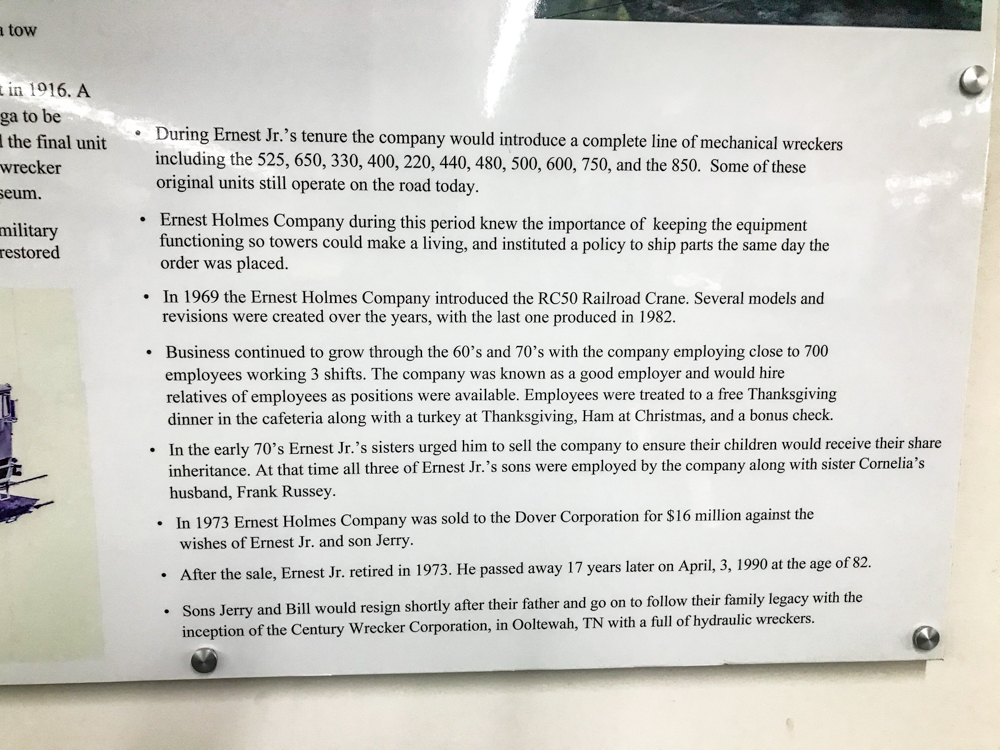 a tow
t in 1916. A
ga to be
the final unit
wrecker
seum.
military
restored
• During Ernest Jr.'s tenure the company would introduce a complete line of mechanical wreckers
including the 525, 650, 330, 400, 220, 440, 480, 500, 600, 750, and the 850. Some of these
original units still operate on the road today.
• Ernest Holmes Company during this period knew the importance of keeping the equipment
functioning so towers could make a living, and instituted a policy to ship parts the same day the
order was placed.
• In 1969 the Ernest Holmes Company introduced the RC50 Railroad Crane. Several models and
revisions were created over the years, with the last one produced in 1982.
• Business continued to grow through the 60's and 70's with the company employing close to 700
employees working 3 shifts. The company was known as a good employer and would hire
relatives of employees as positions were available. Employees were treated to a free Thanksgiving
dinner in the cafeteria along with a turkey at Thanksgiving, Ham at Christmas, and a bonus check.
• In the early 70's Ernest Jr.'s sisters urged him to sell the company to ensure their children would receive their share
inheritance. At that time all three of Ernest Jr.'s sons were employed by the company along with sister Cornelia's
husband, Frank Russey.
• In 1973 Ernest Holmes Company was sold to the Dover Corporation for $16 million against the
wishes of Ernest Jr. and son Jerry.
• After the sale, Ernest Jr. retired in 1973. He passed away 17 years later on April, 3, 1990 at the age of 82.
• Sons Jerry and Bill would resign shortly after their father and go on to follow their family legacy with the
inception of the Century Wrecker Corporation, in Ooltewah, TN with a full of hydraulic wreckers.